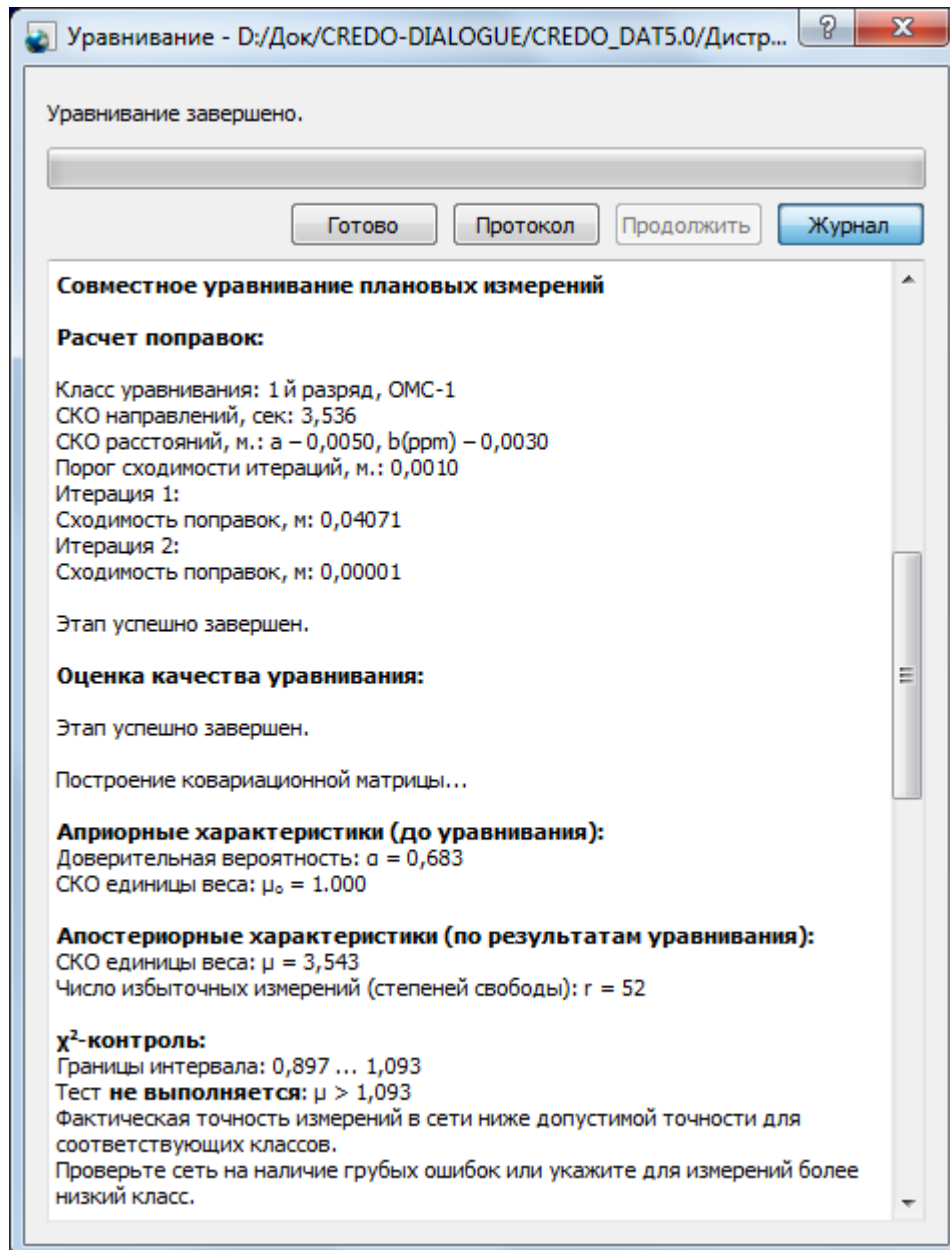 Уравнивание - D:/Док/CREDO-DIALOGUE/CREDO_DAT5.0/Дистр...
Уравнивание завершено.
Готово
Протокол
Продолжить
Журнал
Совместное уравнивание плановых измерений
Расчет поправок:
Класс уравнивания: 1й разряд, ОМС-1
СКО направлений, сек: 3,536
СКО расстояний, м.: a – 0,0050, b(ppm) – 0,0030
Порог сходимости итераций, м.: 0,0010
Итерация 1:
Сходимость поправок, м: 0,04071
Итерация 2:
Сходимость поправок, м: 0,00001
Этап успешно завершен.
Оценка качества уравнивания:
Этап успешно завершен.
Построение ковариационной матрицы...
Априорные характеристики (до уравнивания):
Доверительная вероятность: α = 0,683
СКО единицы веса: μ₀ = 1.000
Апостериорные характеристики (по результатам уравнивания):
СКО единицы веса: μ = 3,543
Число избыточных измерений (степеней свободы): r = 52
χ²-контроль:
Границы интервала: 0,897 ... 1,093
Тест не выполняется: μ > 1,093
Фактическая точность измерений в сети ниже допустимой точности для
соответствующих классов.
Проверьте сеть на наличие грубых ошибок или укажите для измерений более
низкий класс.